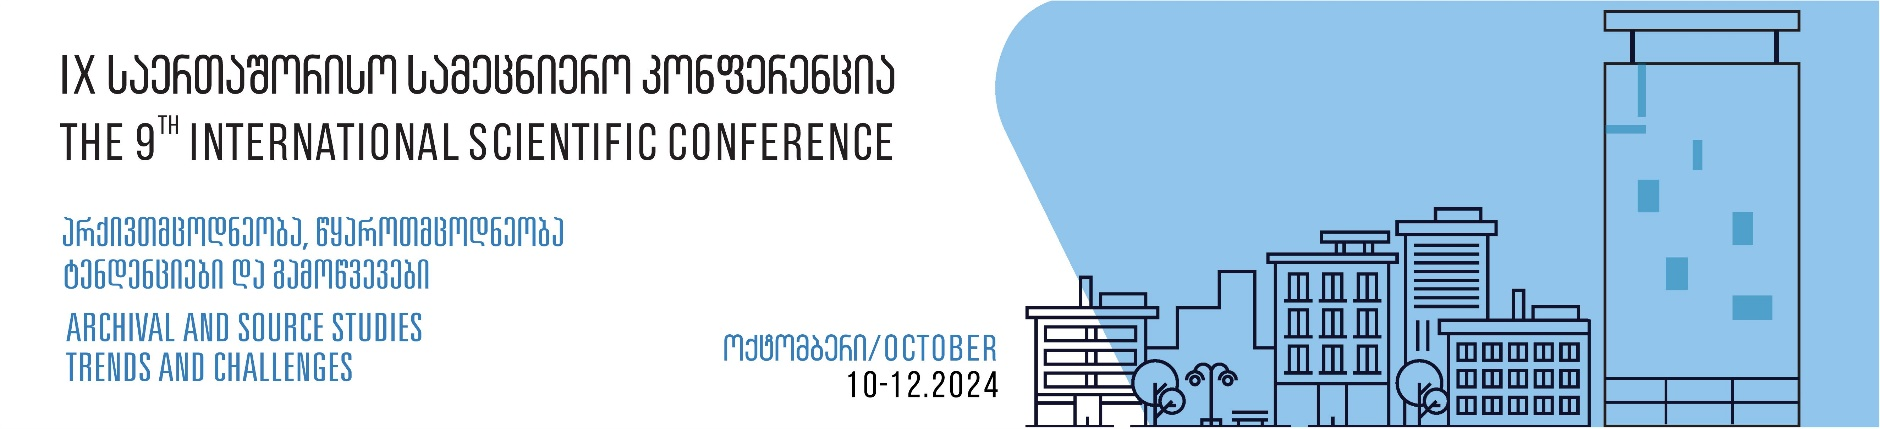 IX საერთაშორისო სამეცნიერო კონფერენცია
THE 9TH INTERNATIONAL SCIENTIFIC CONFERENCE
არქივთმცოდნეობა, წყაროთმცოდნეობა
ტენდენციები და გამოწვევები
ARCHIVAL AND SOURCE STUDIES
TRENDS AND CHALLENGES
ოქტომბერი/OCTOBER
10-12.2024